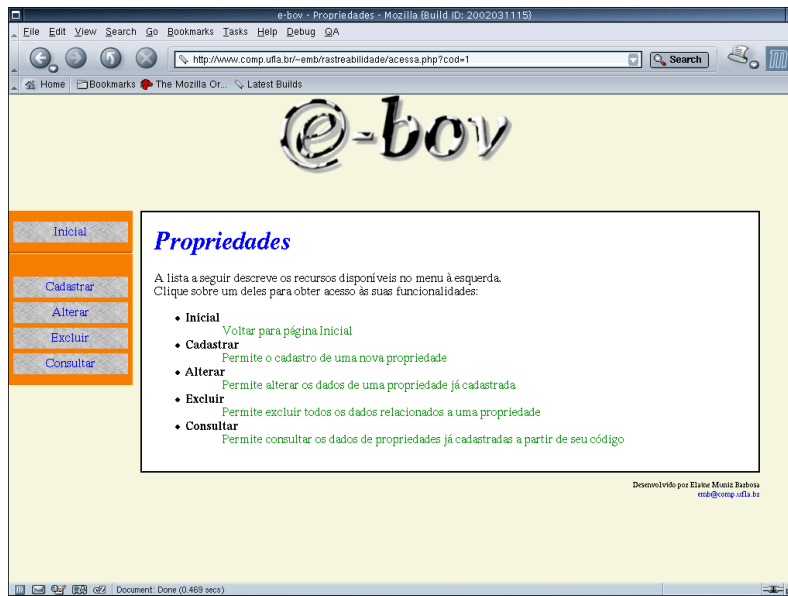 e-bov - Propriedades - Mozilla {Build ID: 2002031115}
File Edit View Search Go Bookmarks Tasks Help Debug QA
http://www.comp.ufla.br/~emb/rastreabilidade/acessa.php?cod=1 Search
Home Bookmarks The Mozilla Or... Latest Builds
e-bov
Inicial
Cadastrar
Alterar
Excluir
Consultar
Propriedades
A lista a seguir descreve os recursos disponíveis no menu à esquerda.
Clique sobre um deles para obter acesso às suas funcionalidades:
Inicial
Voltar para página Inicial
Cadastrar
Permite o cadastro de uma nova propriedade
Alterar
Permite alterar os dados de uma propriedade já cadastrada
Excluir
Permite excluir todos os dados relacionados a uma propriedade
Consultar
Permite consultar os dados de propriedades já cadastradas a partir de seu código
Desenvolvido por Elaine Muniz Barbosa
emb@comp.ufla.br
Document: Done (0.469 secs)